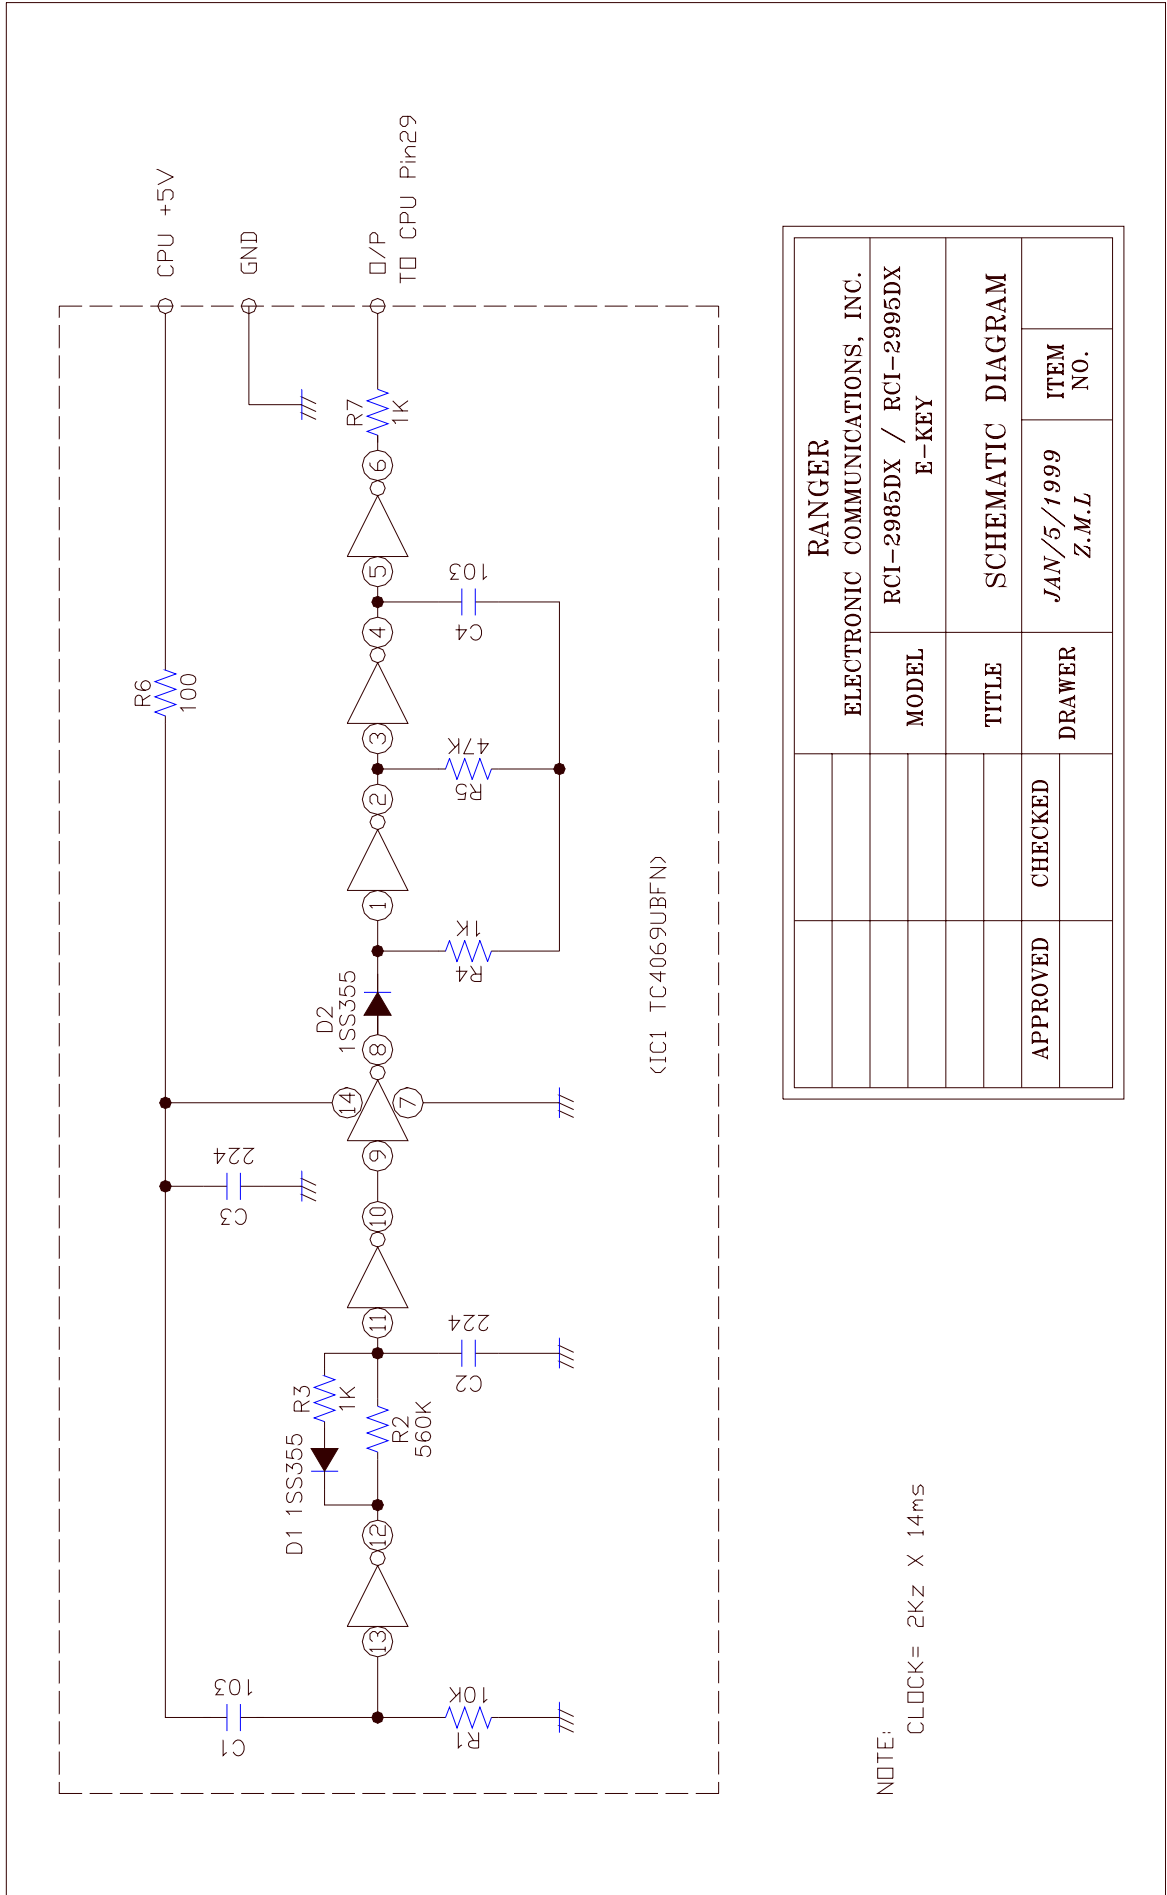 CPU +5V
GND
O/P
TO CPU Pin29
R6
100
R7
1K
C3
224
C1
103
R1
10K
13
12
D1 1SS355
R3
1K
R2
560K
C2
224
11
10
9
14
7
8
D2
1SS355
R4
1K
1
2
R5
47K
3
4
C4
103
5
6
(IC1 TC4069UBFN)
NOTE:
CLOCK= 2Kz X 14ms
RANGER
ELECTRONIC COMMUNICATIONS, INC.
MODEL
RCI-2985DX / RCI-2995DX
E-KEY
TITLE
SCHEMATIC DIAGRAM
APPROVED
CHECKED
DRAWER
JAN/5/1999
Z.M.L
ITEM
NO.